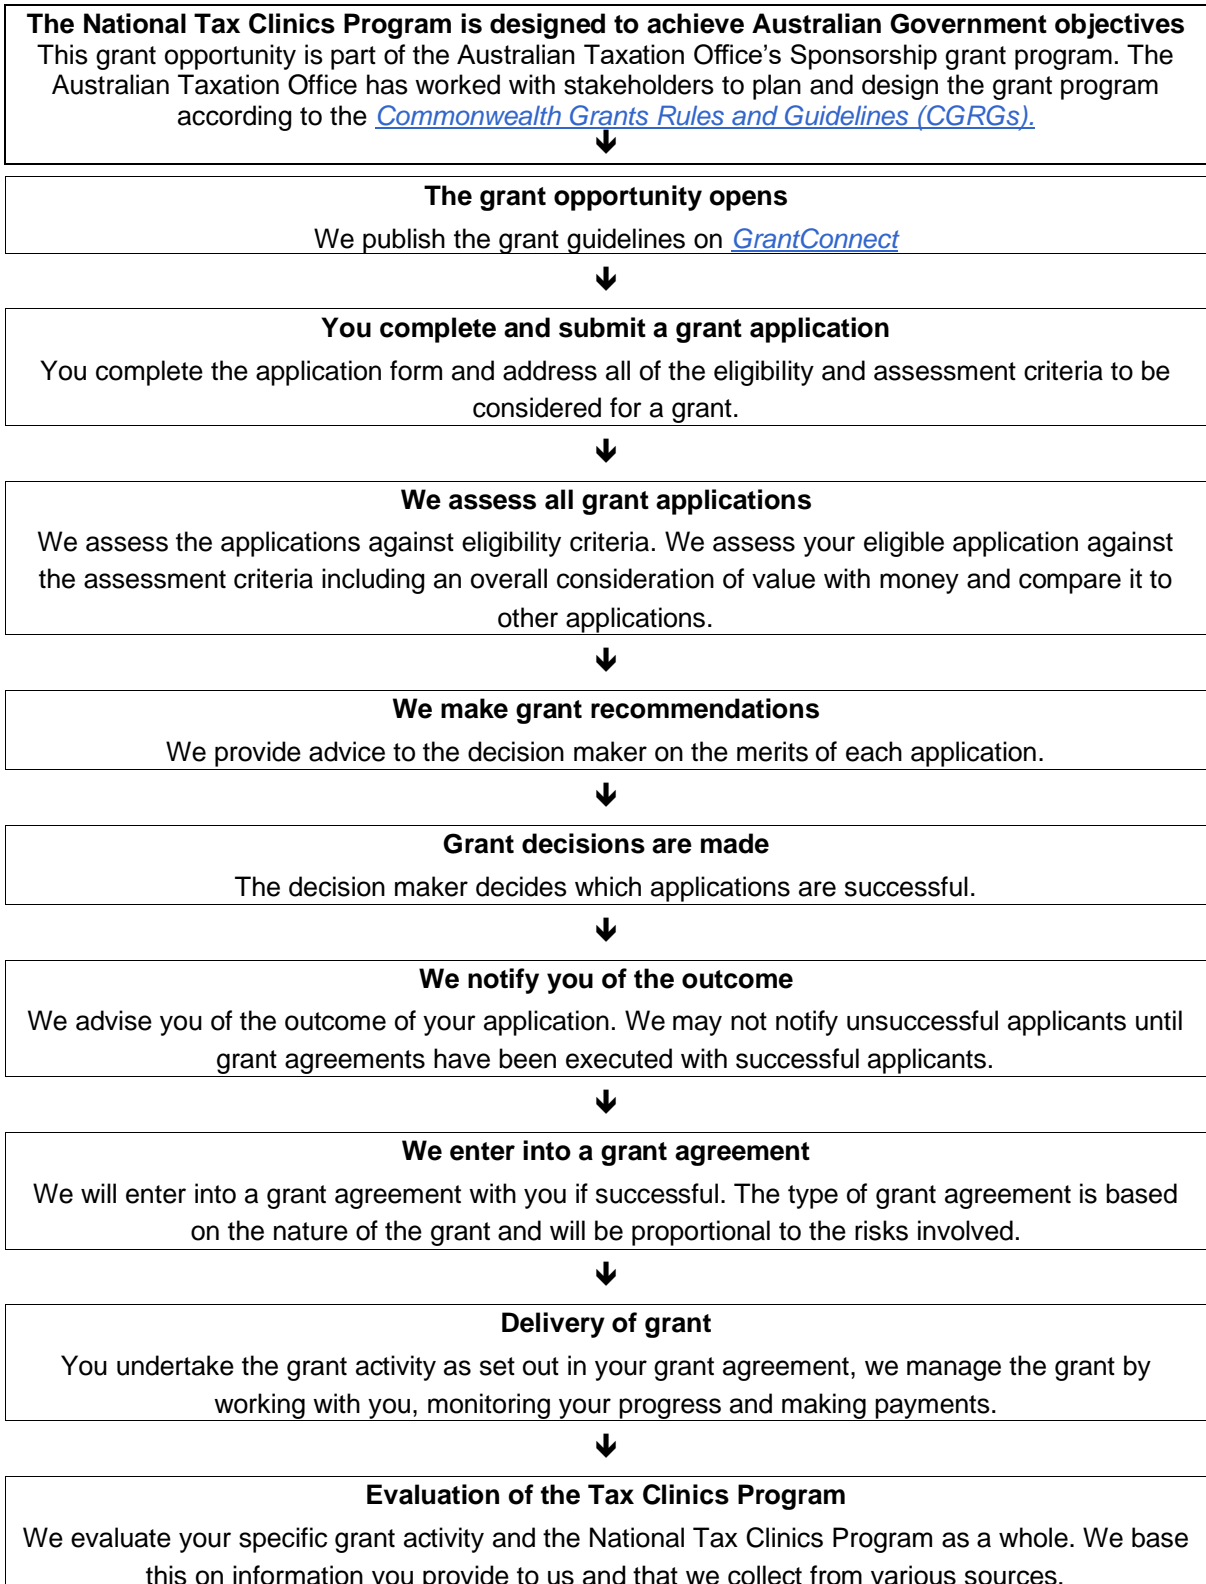 The National Tax Clinics Program is designed to achieve Australian Government objectives
This grant opportunity is part of the Australian Taxation Office’s Sponsorship grant program. The
Australian Taxation Office has worked with stakeholders to plan and design the grant program
according to the Commonwealth Grants Rules and Guidelines (CGRGs).
The grant opportunity opens
We publish the grant guidelines on GrantConnect
You complete and submit a grant application
You complete the application form and address all of the eligibility and assessment criteria to be
considered for a grant.
We assess all grant applications
We assess the applications against eligibility criteria. We assess your eligible application against
the assessment criteria including an overall consideration of value with money and compare it to
other applications.
We make grant recommendations
We provide advice to the decision maker on the merits of each application.
Grant decisions are made
The decision maker decides which applications are successful.
We notify you of the outcome
We advise you of the outcome of your application. We may not notify unsuccessful applicants until
grant agreements have been executed with successful applicants.
We enter into a grant agreement
We will enter into a grant agreement with you if successful. The type of grant agreement is based
on the nature of the grant and will be proportional to the risks involved.
Delivery of grant
You undertake the grant activity as set out in your grant agreement, we manage the grant by
working with you, monitoring your progress and making payments.
Evaluation of the Tax Clinics Program
We evaluate your specific grant activity and the National Tax Clinics Program as a whole. We base
this on information you provide to us and that we collect from various sources.